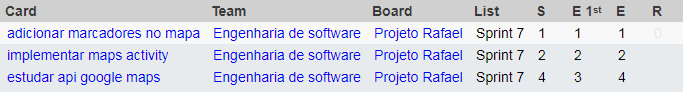 Card Team Board List S E 1st E R
adicionar marcadores no mapa Engenharia de software Projeto Rafael Sprint 7 1 1 1 0
implementar maps activity Engenharia de software Projeto Rafael Sprint 7 2 2 2
estudar api google maps Engenharia de software Projeto Rafael Sprint 7 4 3 4